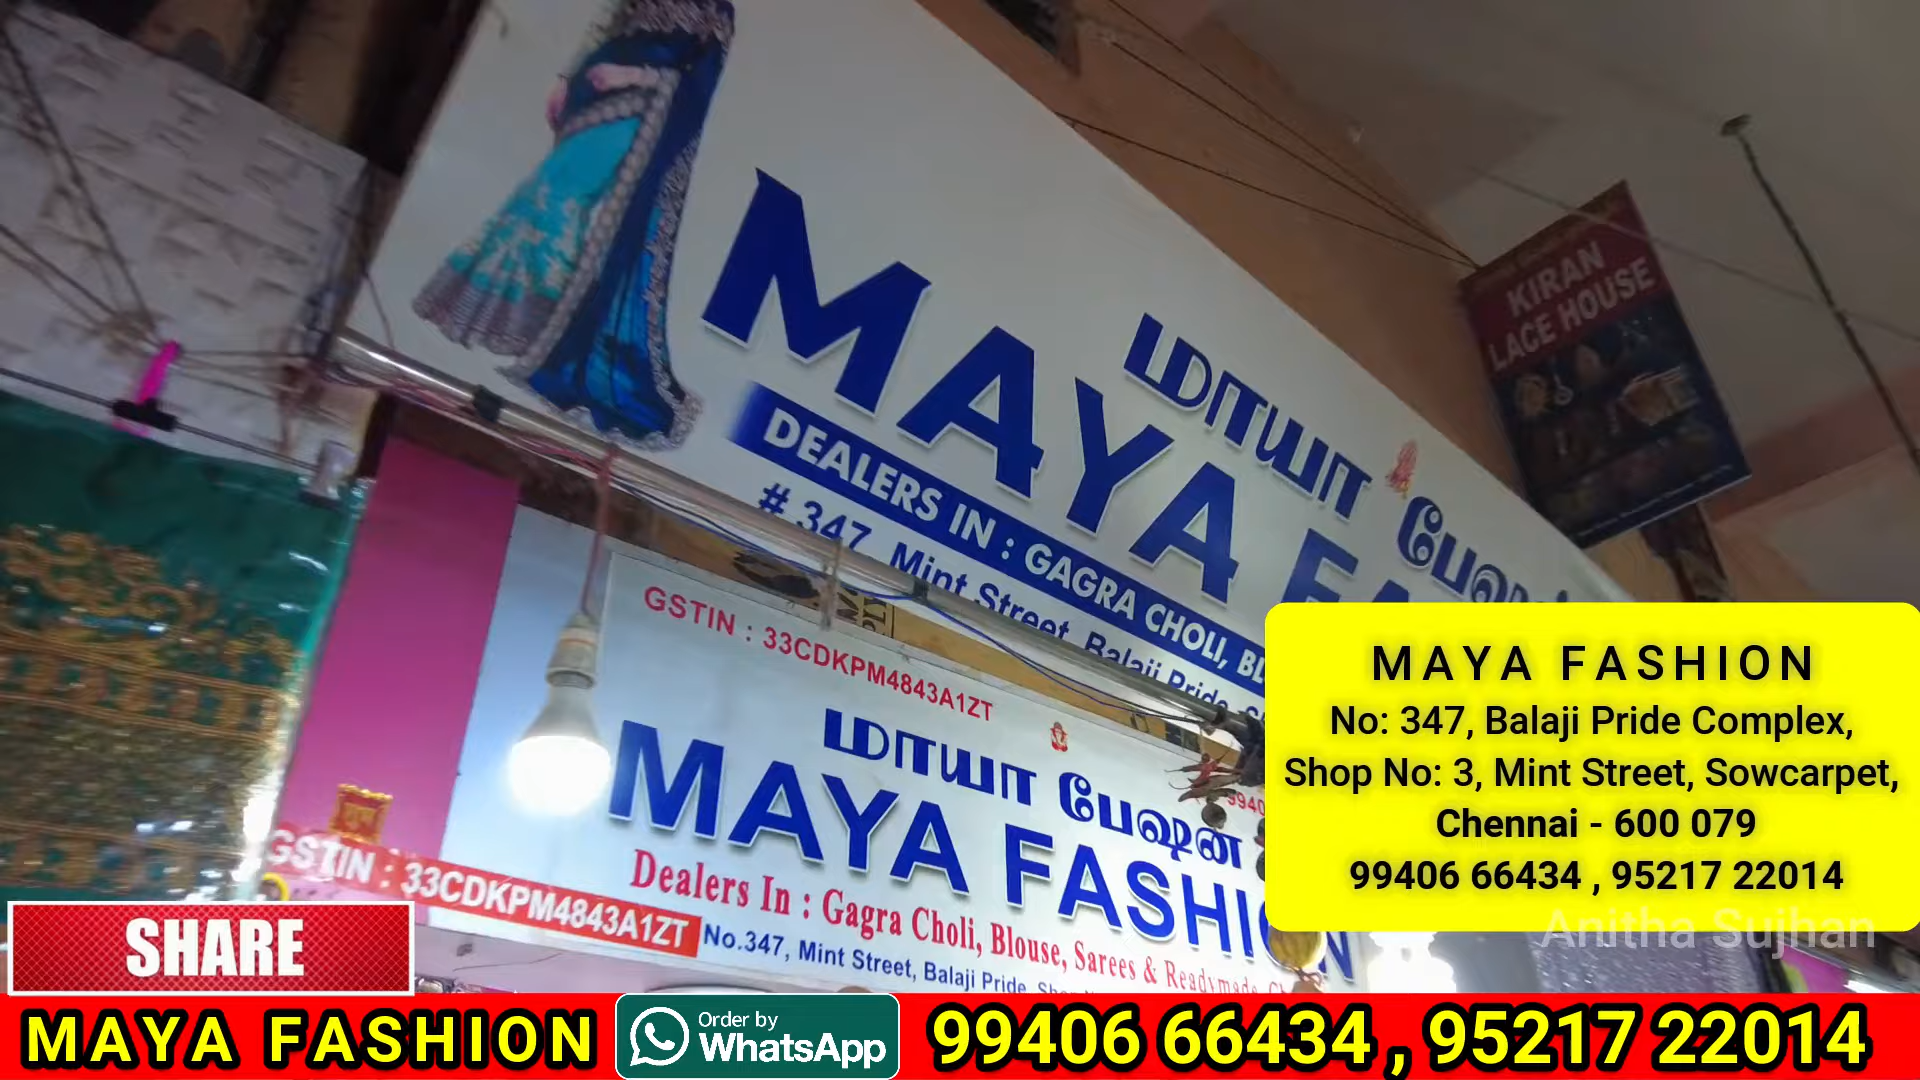 மாயா பேஷன்
MAYA FA
DEALERS IN : GAGRA CHOLI, BL
# 347, Mint Street, Balaji Pride, S
KIRAN
LACE HOUSE
GSTIN : 33CDKPM4843A1ZT
மாயா பேஷன்
MAYA FASHION
Dealers In : Gagra Choli, Blouse, Sarees & Readymade
GSTIN : 33CDKPM4843A1ZT
No.347, Mint Street, Balaji Pride,
MAYA FASHION
No: 347, Balaji Pride Complex,
Shop No: 3, Mint Street, Sowcarpet,
Chennai - 600 079
99406 66434 , 95217 22014
Anitha Sujhan
SHARE
MAYA FASHION
Order by
WhatsApp
99406 66434 , 95217 22014